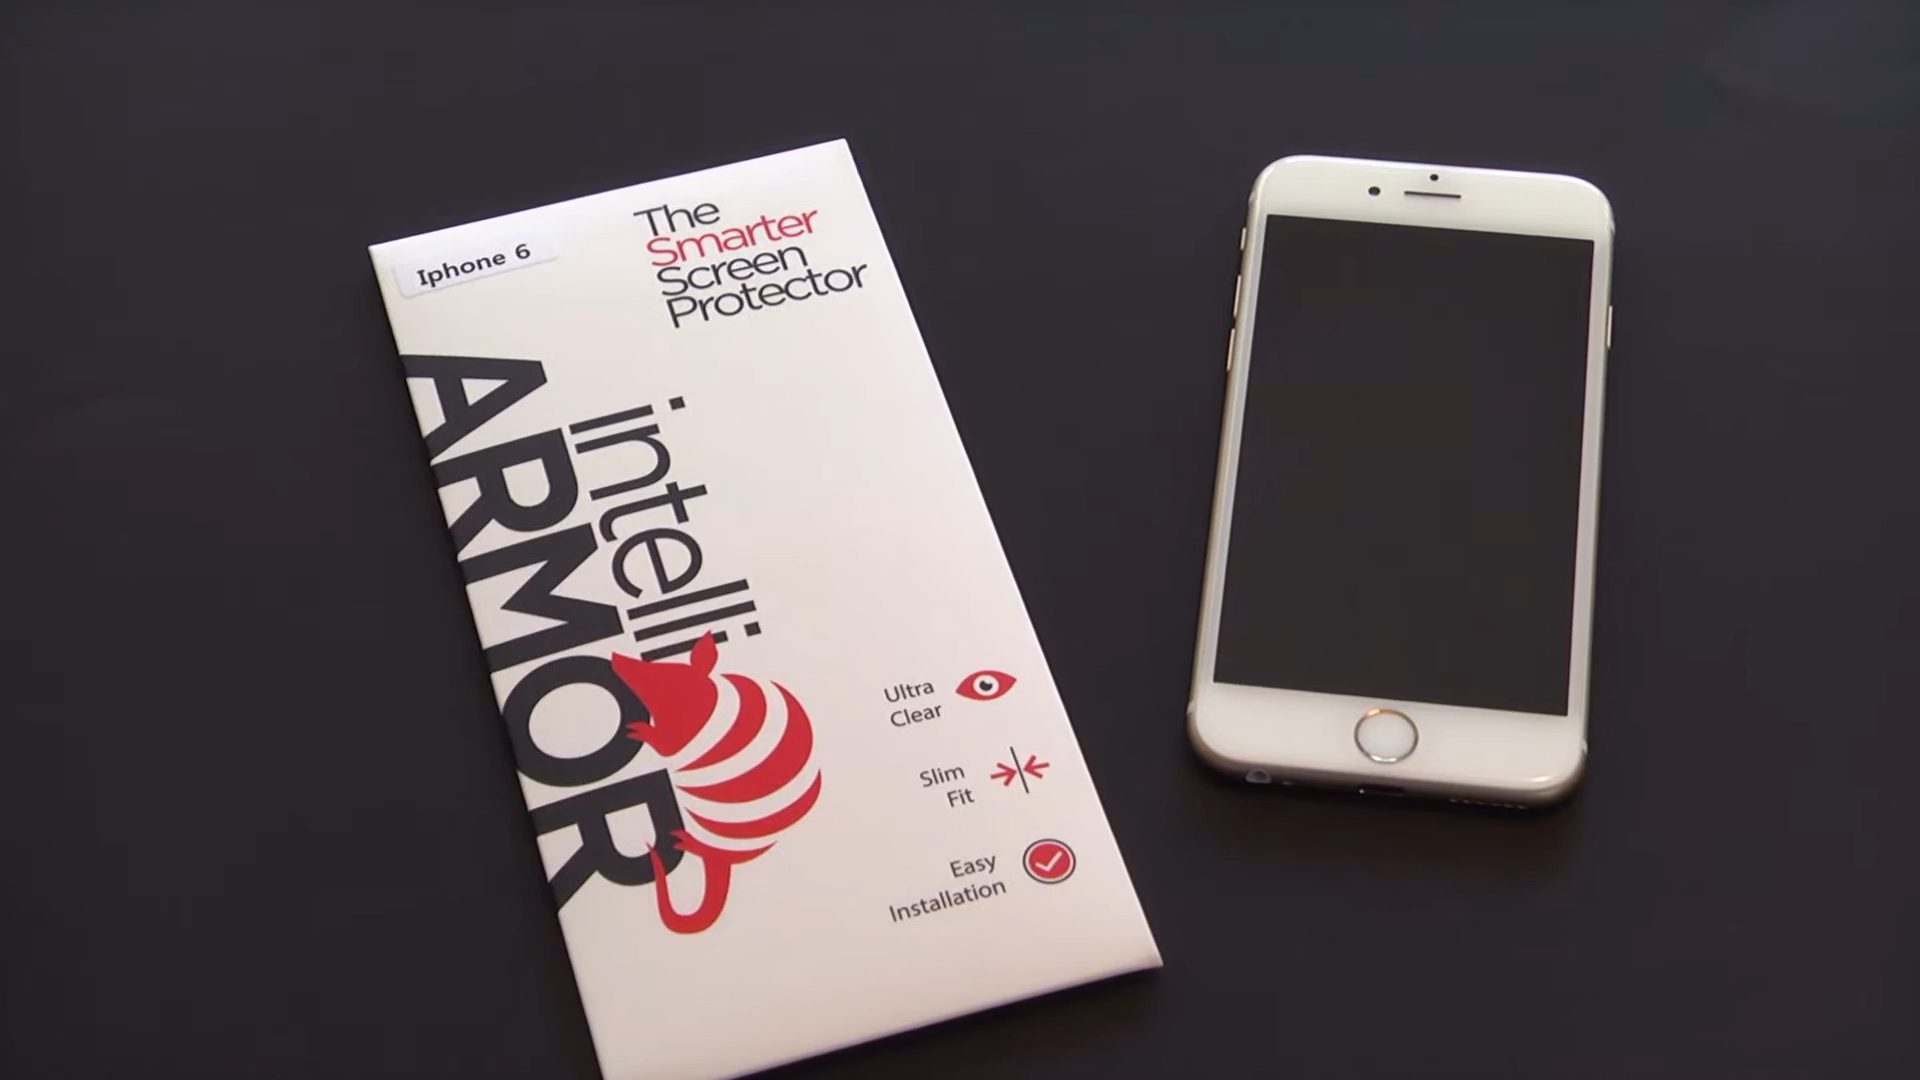 Iphone 6
The
Smarter
Screen
Protector
intelli
ARMOR
Ultra
Clear
Slim
Fit
Easy
Installation